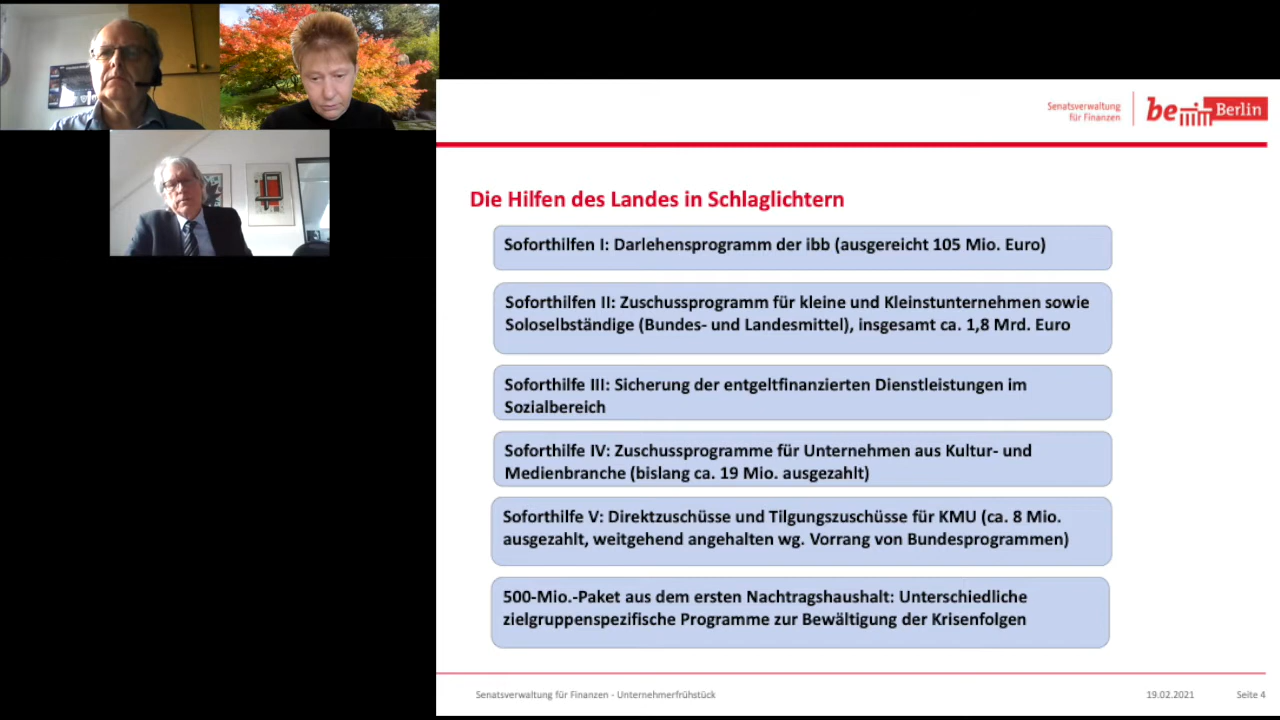 Senatsverwaltung
für Finanzen
be Berlin
Die Hilfen des Landes in Schlaglichtern
Soforthilfen I: Darlehensprogramm der ibb (ausgereicht 105 Mio. Euro)
Soforthilfen II: Zuschussprogramm für kleine und Kleinstunternehmen sowie
Soloselbständige (Bundes- und Landesmittel), insgesamt ca. 1,8 Mrd. Euro
Soforthilfe III: Sicherung der entgeltfinanzierten Dienstleistungen im
Sozialbereich
Soforthilfe IV: Zuschussprogramme für Unternehmen aus Kultur- und
Medienbranche (bislang ca. 19 Mio. ausgezahlt)
Soforthilfe V: Direktzuschüsse und Tilgungszuschüsse für KMU (ca. 8 Mio.
ausgezahlt, weitgehend angehalten wg. Vorrang von Bundesprogrammen)
500-Mio.-Paket aus dem ersten Nachtragshaushalt: Unterschiedliche
zielgruppenspezifische Programme zur Bewältigung der Krisenfolgen
Senatsverwaltung für Finanzen - Unternehmerfrühstück
19.02.2021
Seite 4